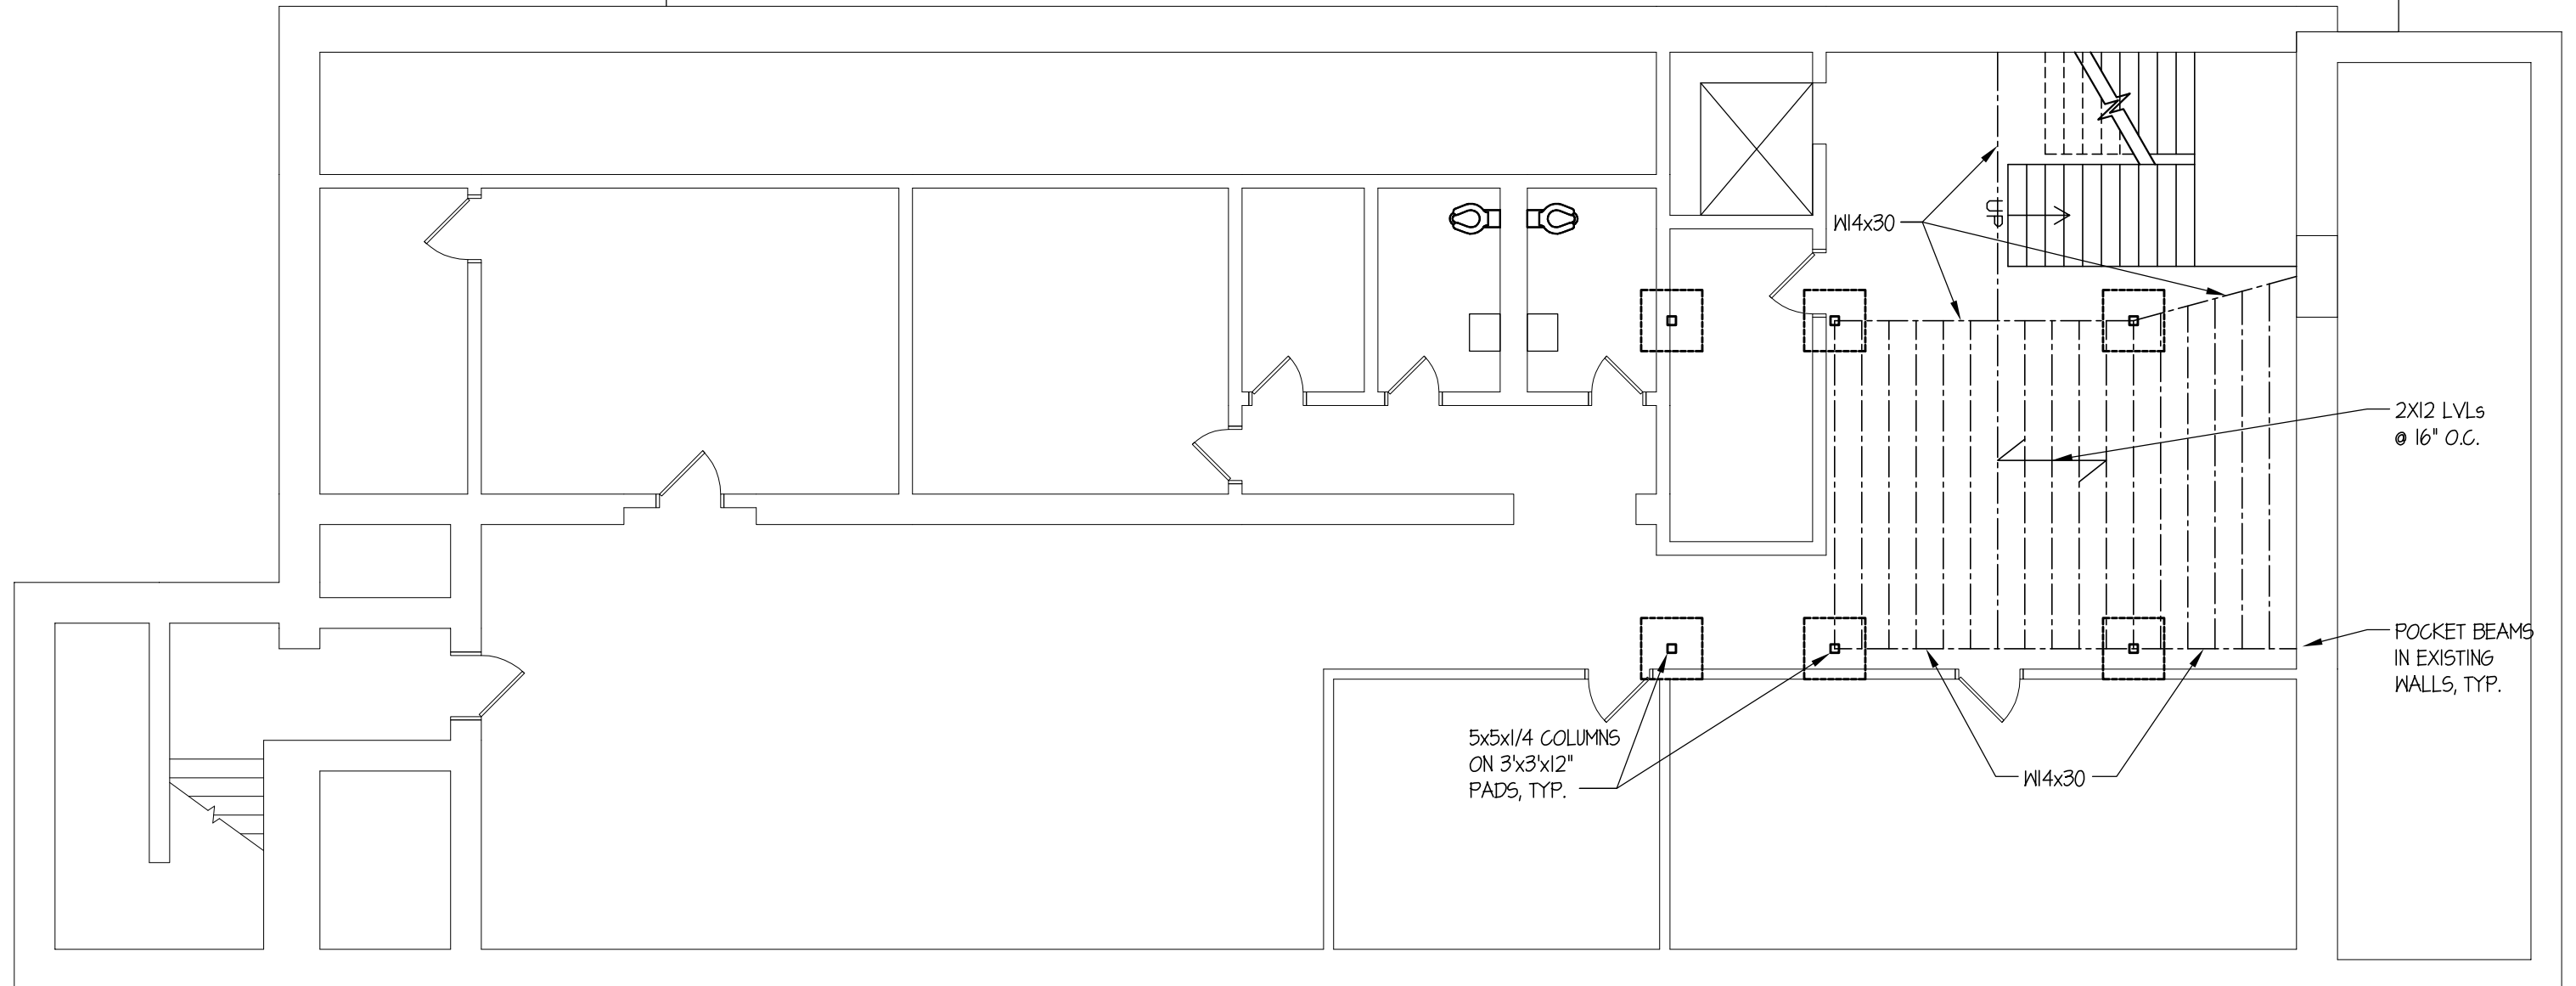 W14x30
UP
2X12 LVLs
@ 16" O.C.
POCKET BEAMS
IN EXISTING
WALLS, TYP.
5x5x1/4 COLUMNS
ON 3'x3'x12"
PADS, TYP.
W14x30